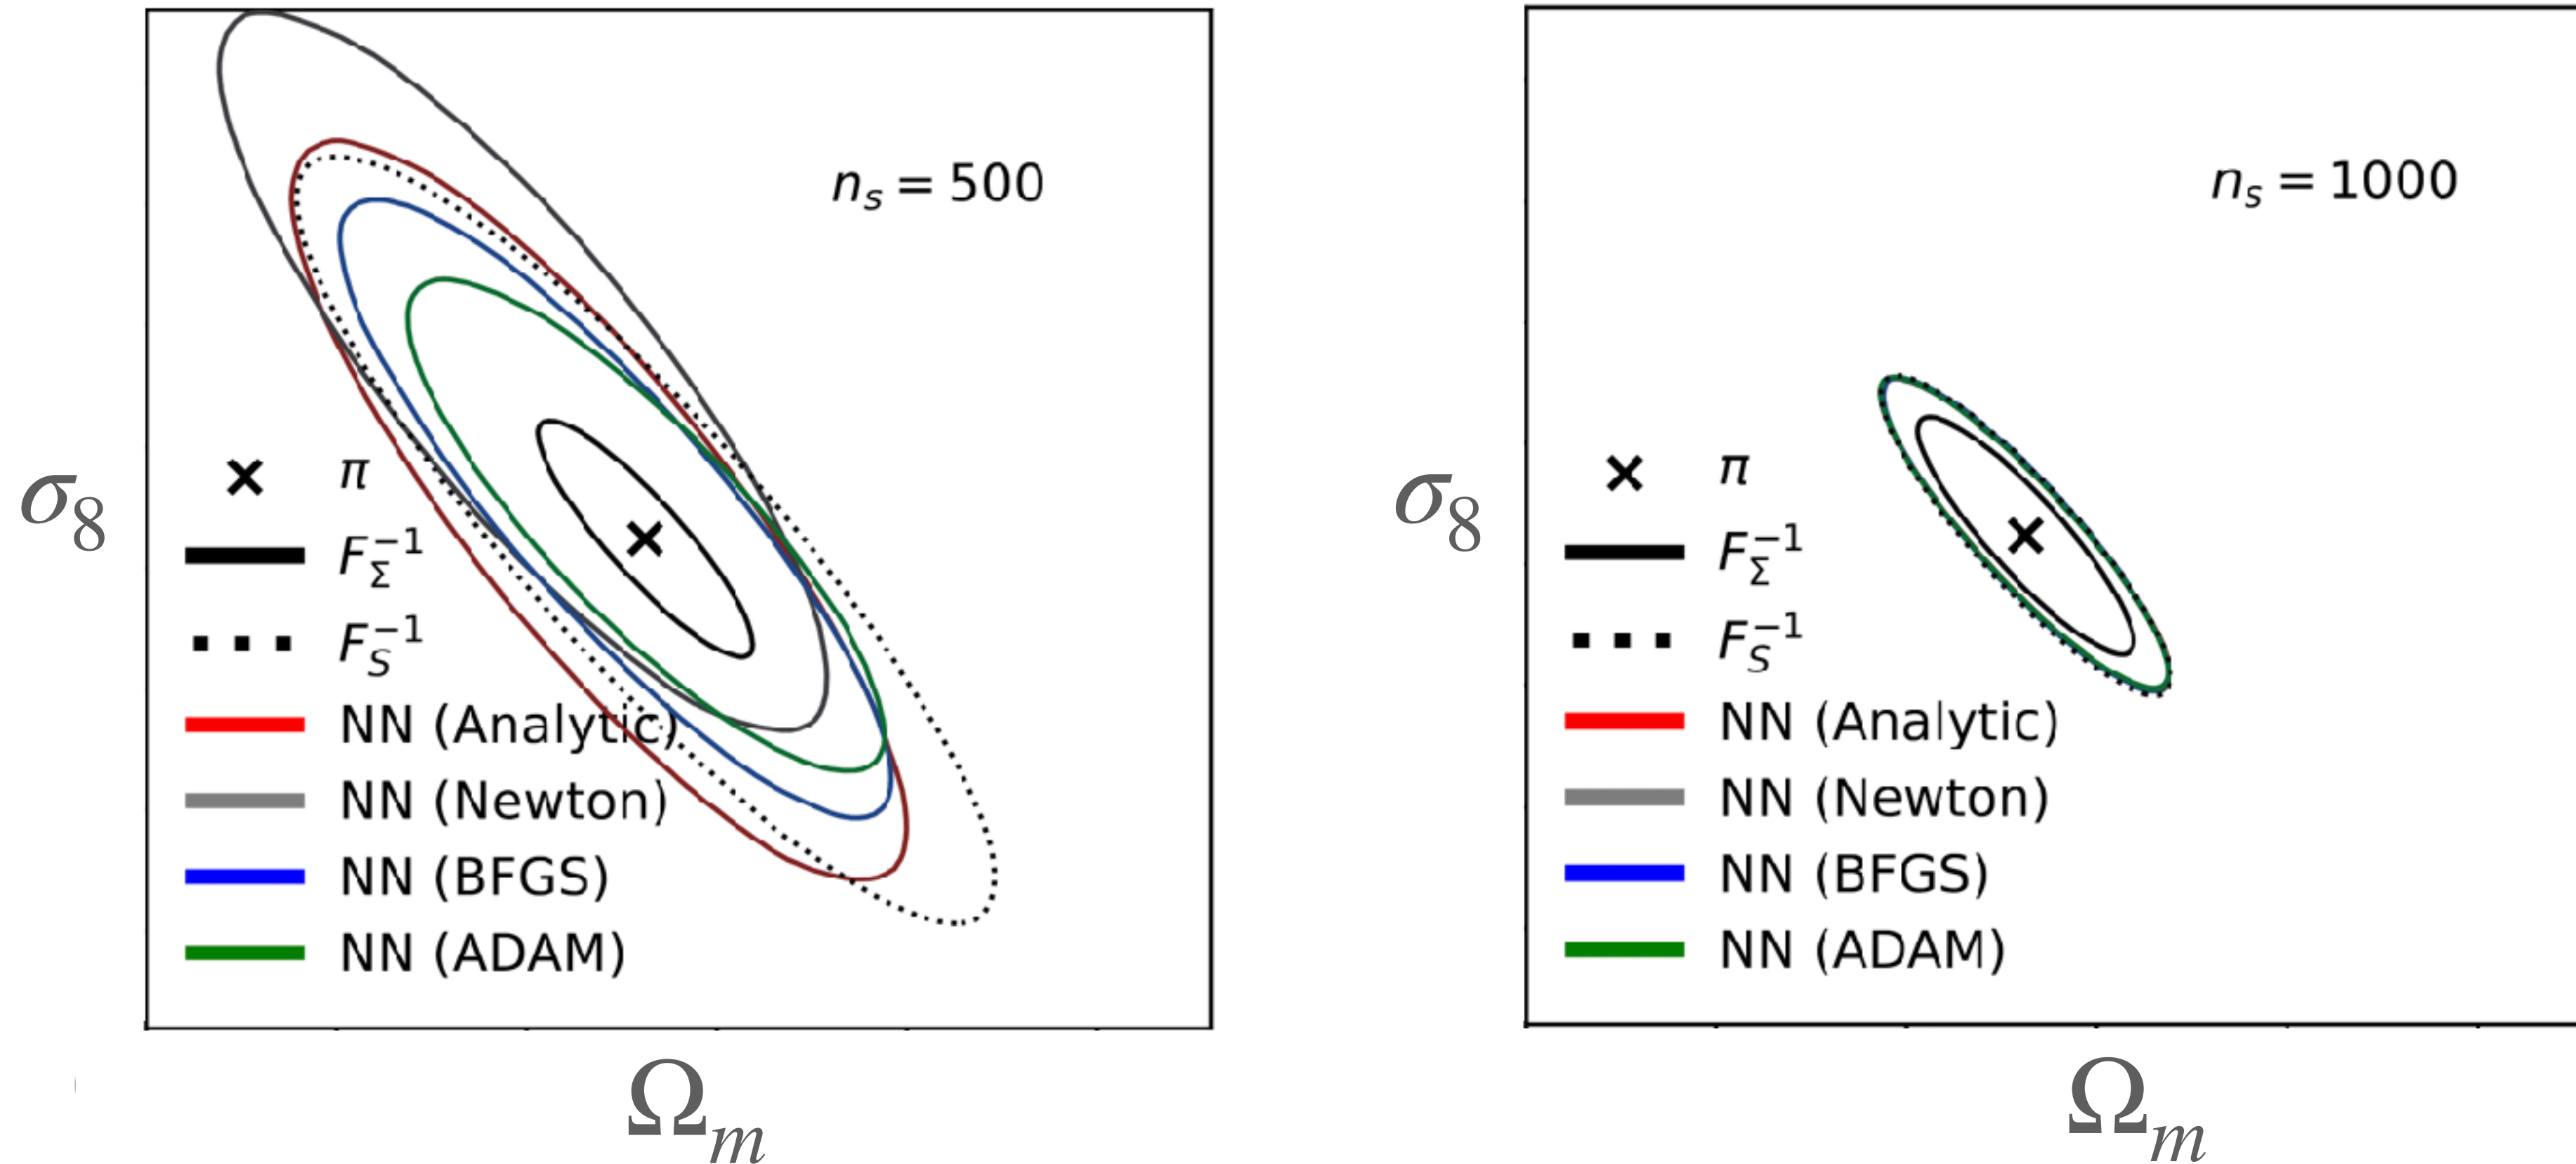 n_s = 500
σ_8
× π
F_Σ^{-1}
F_S^{-1}
NN (Analytic)
NN (Newton)
NN (BFGS)
NN (ADAM)
Ω_m
n_s = 1000
σ_8
× π
F_Σ^{-1}
F_S^{-1}
NN (Analytic)
NN (Newton)
NN (BFGS)
NN (ADAM)
Ω_m